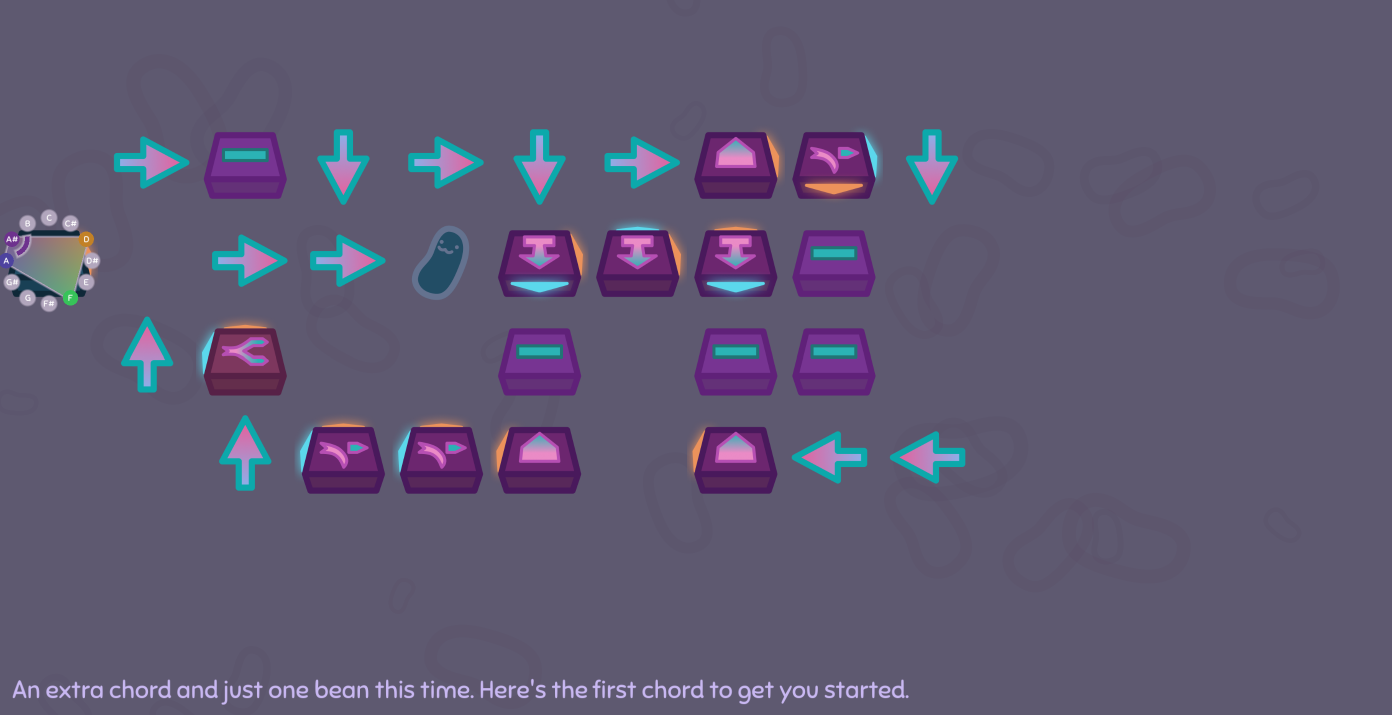 C
B C#
A# D
A D#
G# E
G F
F#
An extra chord and just one bean this time. Here's the first chord to get you started.